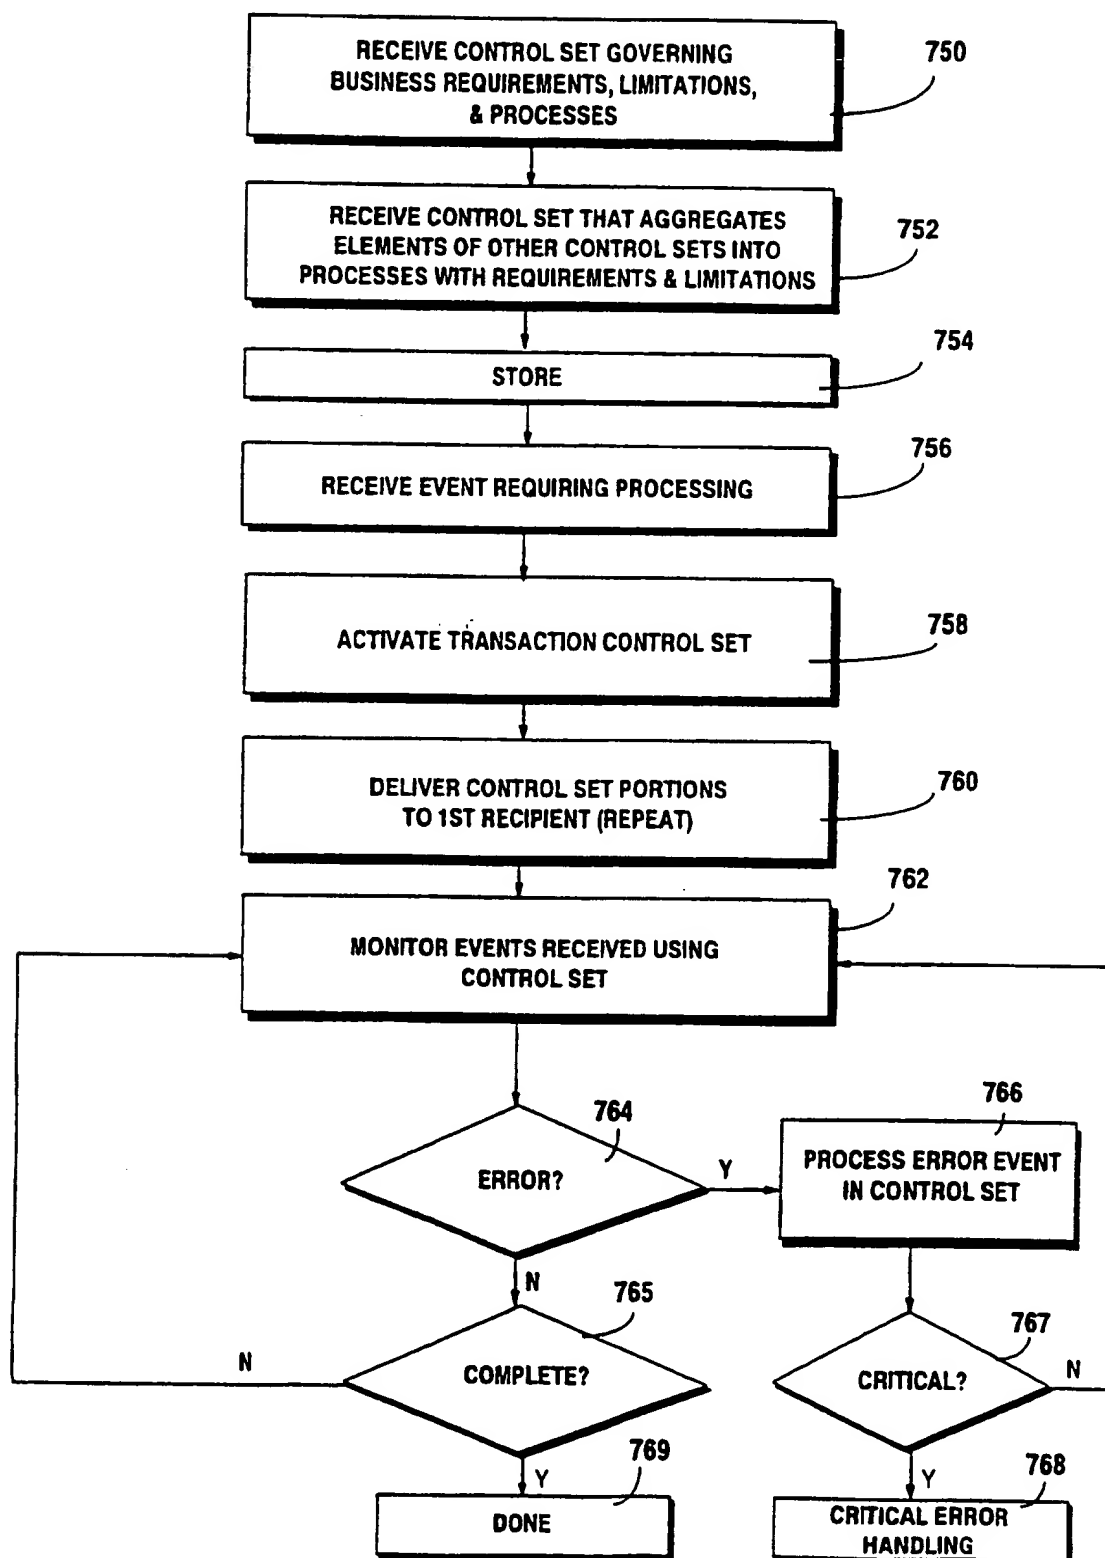 RECEIVE CONTROL SET GOVERNING
BUSINESS REQUIREMENTS, LIMITATIONS,
& PROCESSES
750
RECEIVE CONTROL SET THAT AGGREGATES
ELEMENTS OF OTHER CONTROL SETS INTO
PROCESSES WITH REQUIREMENTS & LIMITATIONS
752
STORE
754
RECEIVE EVENT REQUIRING PROCESSING
756
ACTIVATE TRANSACTION CONTROL SET
758
DELIVER CONTROL SET PORTIONS
TO 1ST RECIPIENT (REPEAT)
760
MONITOR EVENTS RECEIVED USING
CONTROL SET
762
ERROR?
764
Y
PROCESS ERROR EVENT
IN CONTROL SET
766
N
COMPLETE?
765
N
CRITICAL?
767
N
Y
DONE
769
Y
CRITICAL ERROR
HANDLING
768